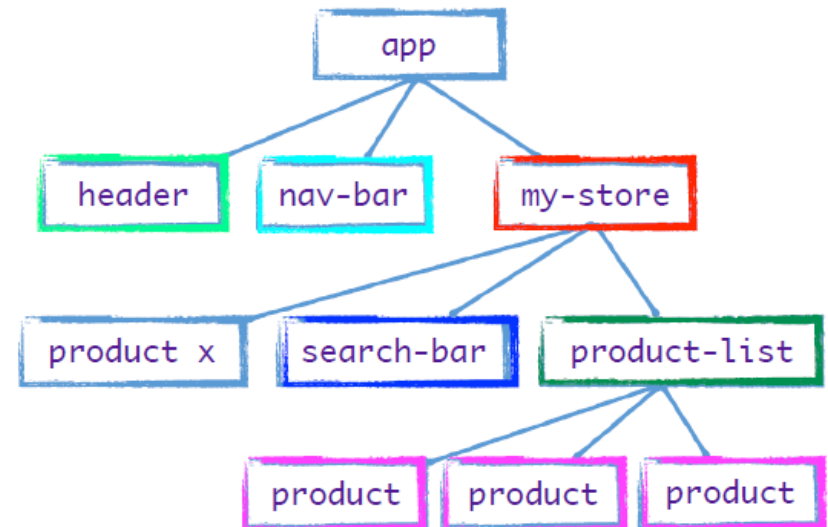 app
header
nav-bar
my-store
product x
search-bar
product-list
product
product
product